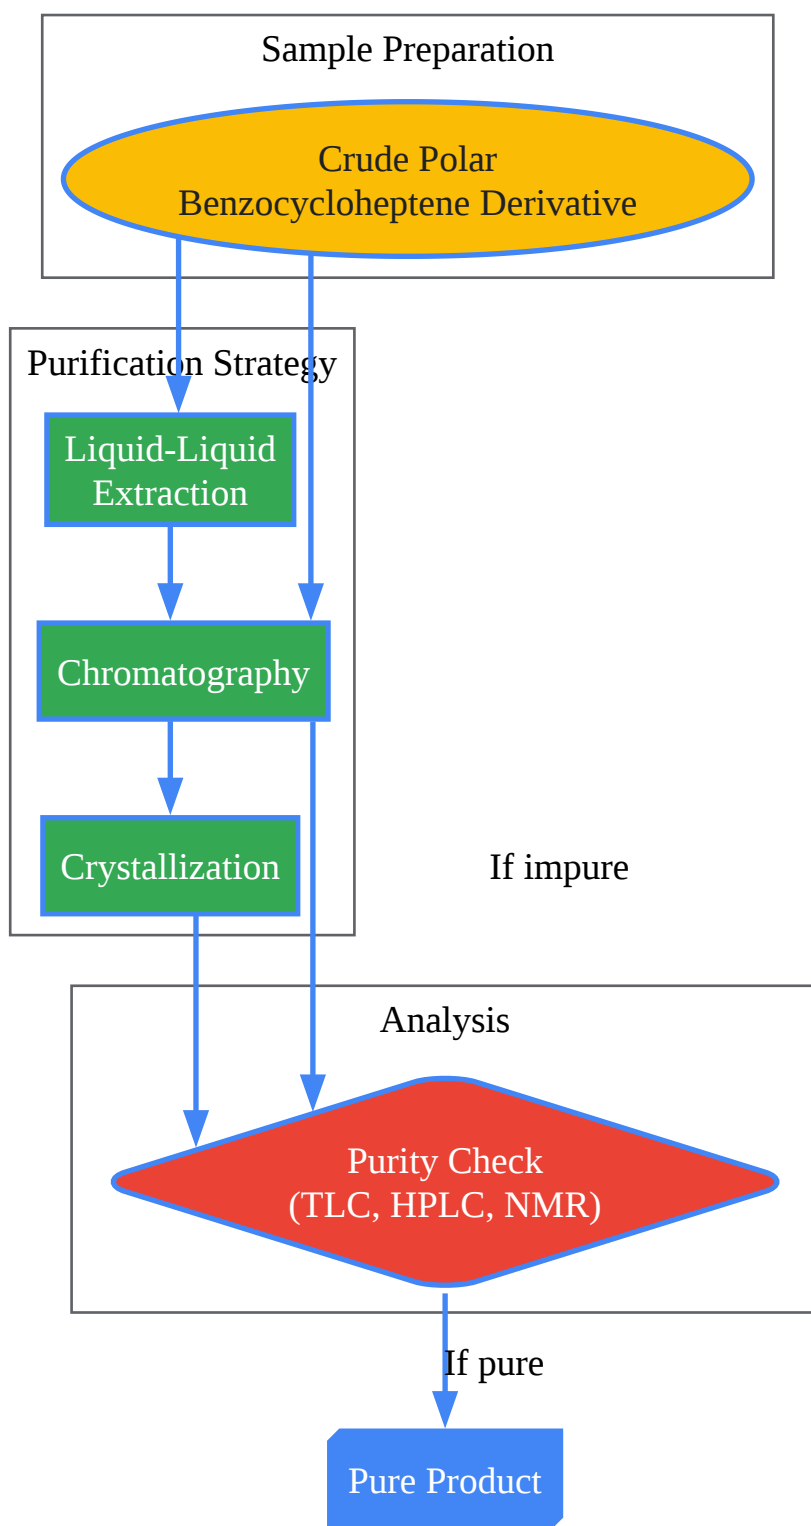 Sample Preparation
Crude Polar
Benzocycloheptene Derivative
Purification Strategy
Liquid-Liquid
Extraction
Chromatography
Crystallization
If impure
Analysis
Purity Check
(TLC, HPLC, NMR)
If pure
Pure Product